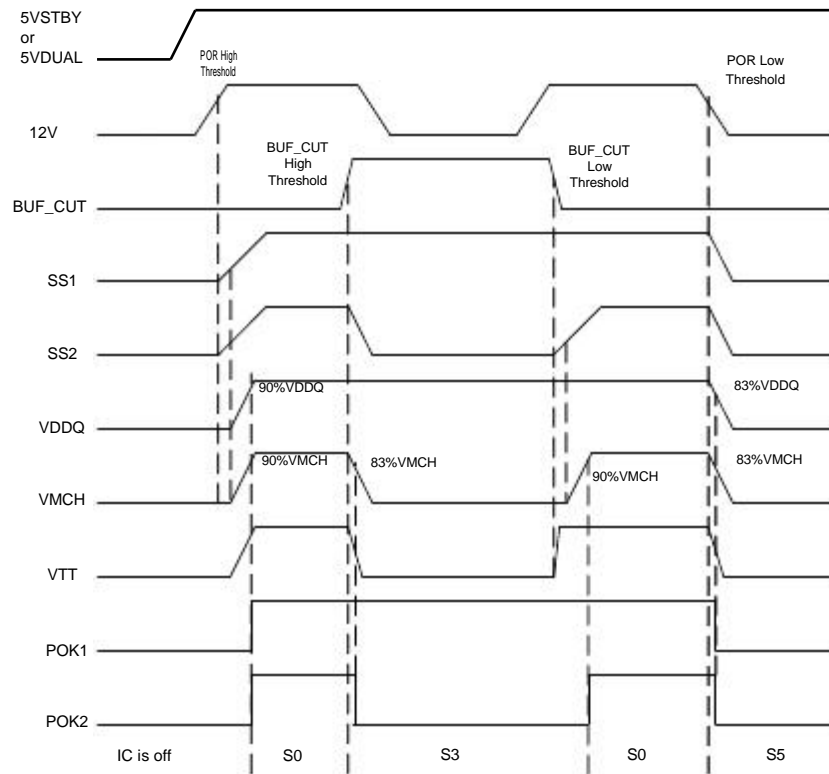 5VSTBY
or
5VDUAL
POR High
Threshold
POR Low
Threshold
12V
BUF_CUT
High
Threshold
BUF_CUT
Low
Threshold
BUF_CUT
SS1
SS2
90%VDDQ
83%VDDQ
VDDQ
90%VMCH
83%VMCH
90%VMCH
83%VMCH
VMCH
VTT
POK1
POK2
IC is off
S0
S3
S0
S5